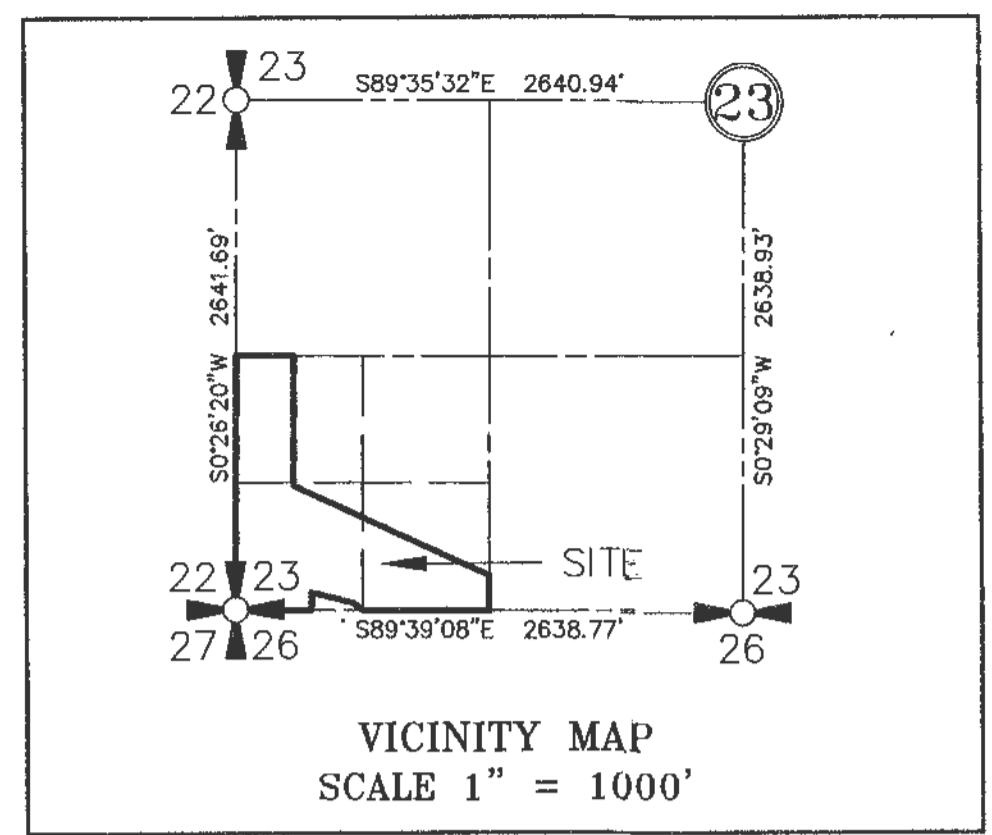 23
S89°35'32"E 2640.94'
22
23
S0°26'20"W 2641.69'
S0°29'09"W 2638.93'
SITE
22 23
23
S89°39'08"E 2638.77'
27 26
26
VICINITY MAP
SCALE 1" = 1000'